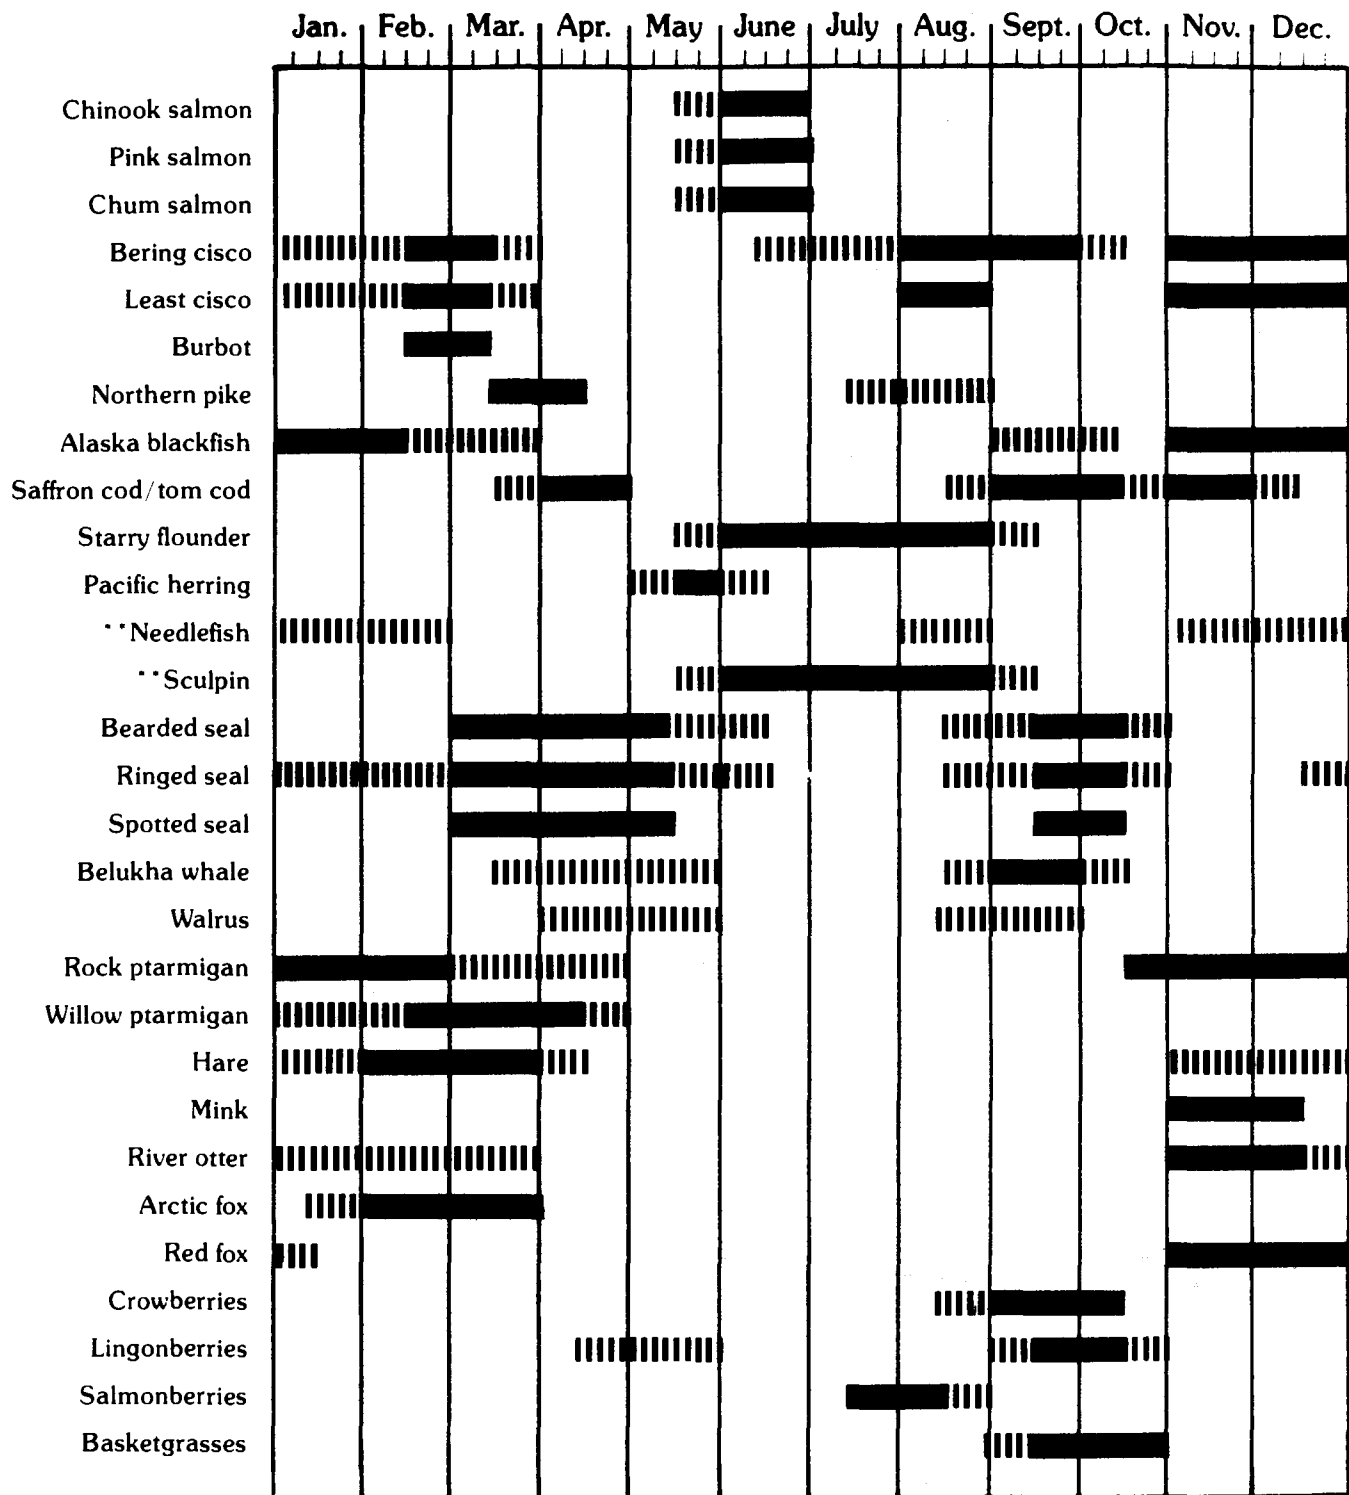 Jan. Feb. Mar. Apr. May June July Aug. Sept. Oct. Nov. Dec.
Chinook salmon
Pink salmon
Chum salmon
Bering cisco
Least cisco
Burbot
Northern pike
Alaska blackfish
Saffron cod/tom cod
Starry flounder
Pacific herring
··Needlefish
··Sculpin
Bearded seal
Ringed seal
Spotted seal
Belukha whale
Walrus
Rock ptarmigan
Willow ptarmigan
Hare
Mink
River otter
Arctic fox
Red fox
Crowberries
Lingonberries
Salmonberries
Basketgrasses